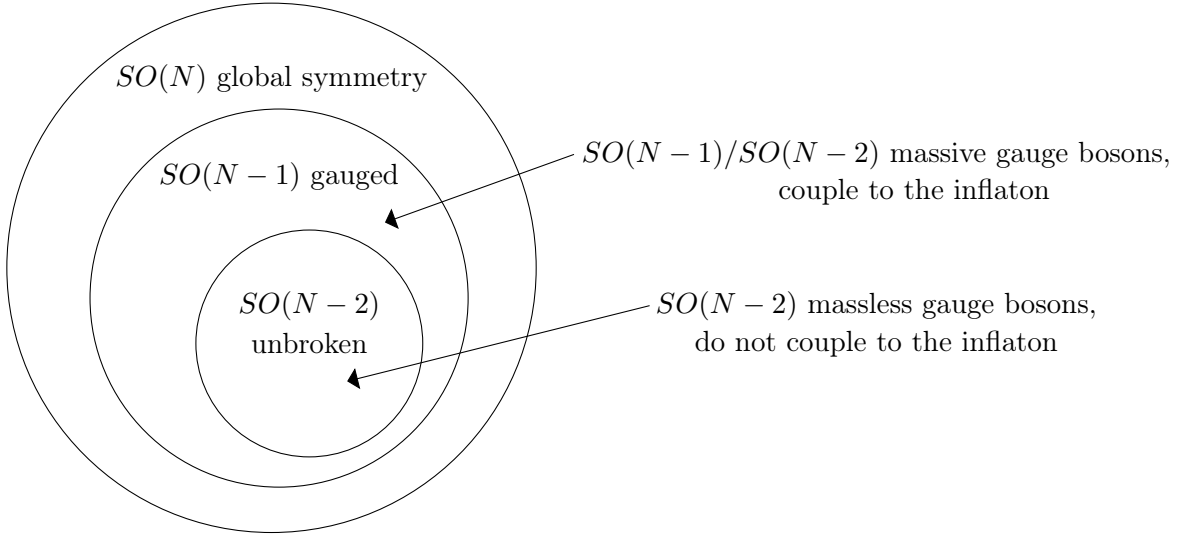 SO(N) global symmetry
SO(N − 1) gauged
SO(N − 2)
unbroken
SO(N − 1)/SO(N − 2) massive gauge bosons,
couple to the inflaton
SO(N − 2) massless gauge bosons,
do not couple to the inflaton